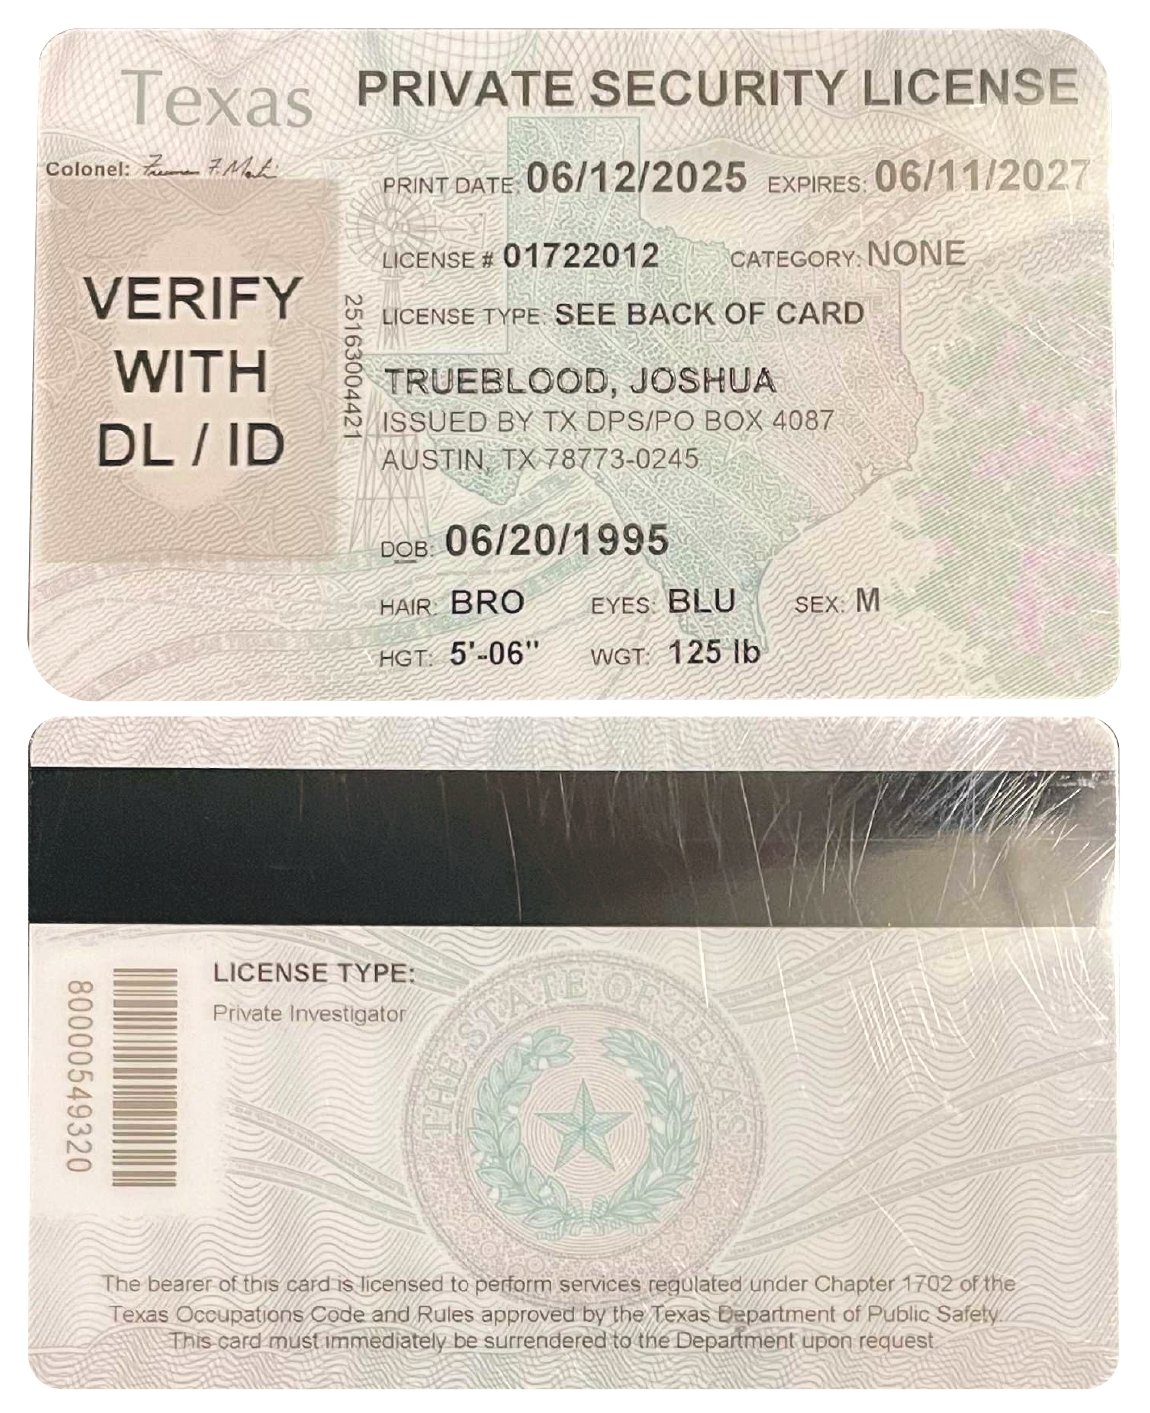 Texas
PRIVATE SECURITY LICENSE
Colonel:
PRINT DATE: 06/12/2025 EXPIRES: 06/11/2027
VERIFY
WITH
DL / ID
25163004421
LICENSE # 01722012 CATEGORY: NONE
LICENSE TYPE: SEE BACK OF CARD
TRUEBLOOD, JOSHUA
ISSUED BY TX DPS/PO BOX 4087
AUSTIN, TX 78773-0245
DOB: 06/20/1995
HAIR: BRO EYES: BLU SEX: M
HGT: 5'-06" WGT: 125 lb
80000549320
LICENSE TYPE:
Private Investigator
THE STATE OF TEXAS
The bearer of this card is licensed to perform services regulated under Chapter 1702 of the
Texas Occupations Code and Rules approved by the Texas Department of Public Safety.
This card must immediately be surrendered to the Department upon request.